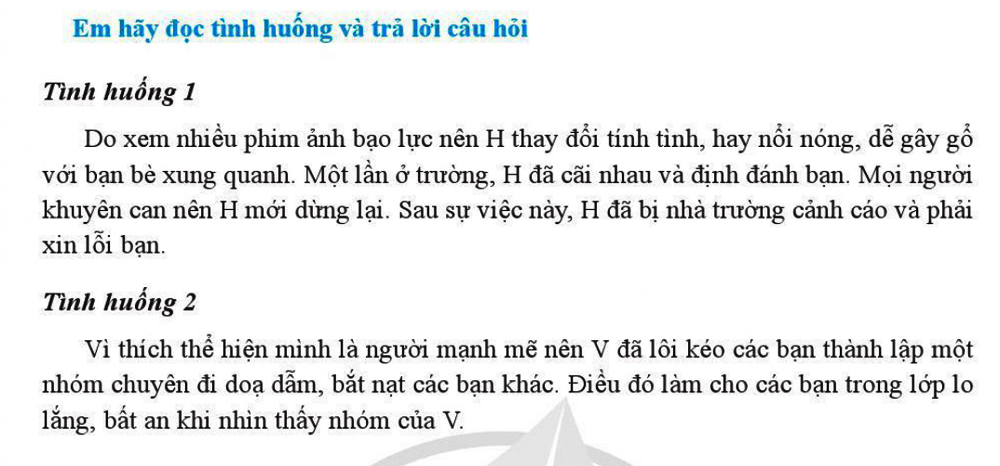 Em hãy đọc tình huống và trả lời câu hỏi
Tình huống 1
Do xem nhiều phim ảnh bạo lực nên H thay đổi tính tình, hay nổi nóng, dễ gây gổ
với bạn bè xung quanh. Một lần ở trường, H đã cãi nhau và định đánh bạn. Mọi người
khuyên can nên H mới dừng lại. Sau sự việc này, H đã bị nhà trường cảnh cáo và phải
xin lỗi bạn.
Tình huống 2
Vì thích thể hiện mình là người mạnh mẽ nên V đã lôi kéo các bạn thành lập một
nhóm chuyên đi doạ dẫm, bắt nạt các bạn khác. Điều đó làm cho các bạn trong lớp lo
lắng, bất an khi nhìn thấy nhóm của V.